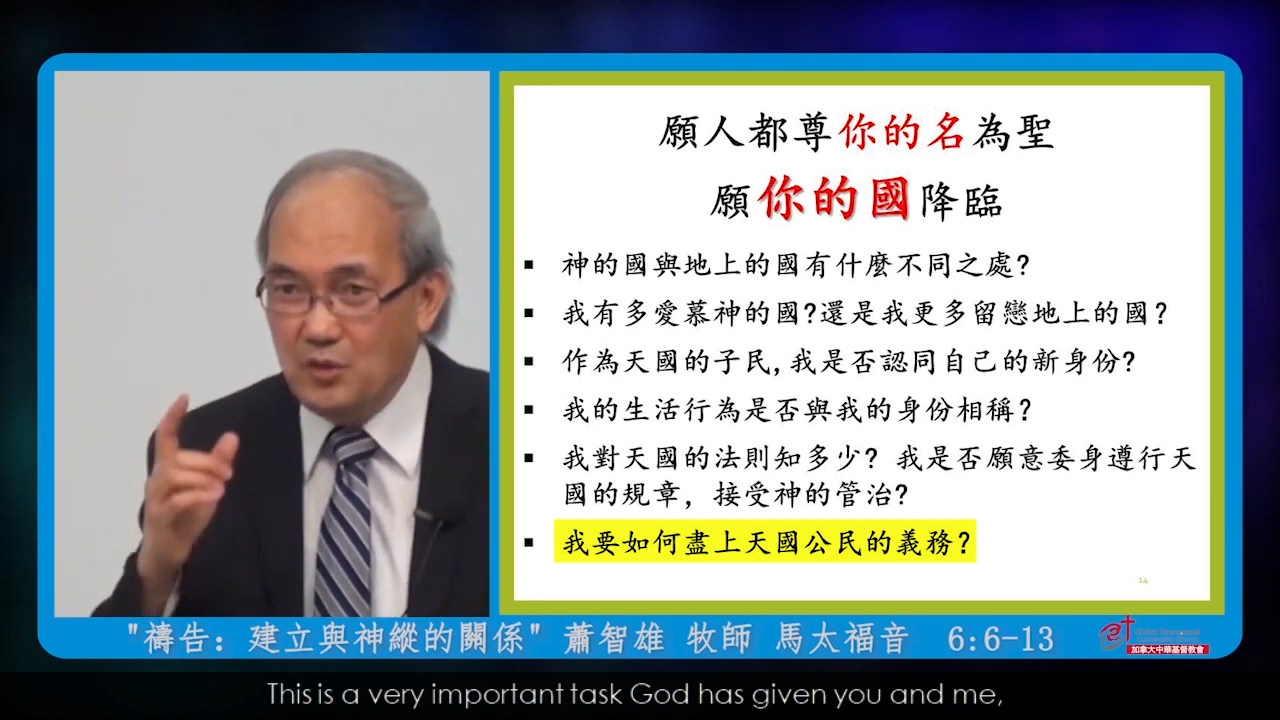 願人都尊你的名為聖
願你的國降臨
▪ 神的國與地上的國有什麼不同之處?
▪ 我有多愛慕神的國?還是我更多留戀地上的國?
▪ 作為天國的子民,我是否認同自己的新身份?
▪ 我的生活行為是否與我的身份相稱?
▪ 我對天國的法則知多少? 我是否願意委身遵行天
國的規章, 接受神的管治?
▪ 我要如何盡上天國公民的義務?
14
"禱告: 建立與神縱的關係" 蕭智雄 牧師 馬太福音 6:6-13
加拿大中華基督教會
This is a very important task God has given you and me,